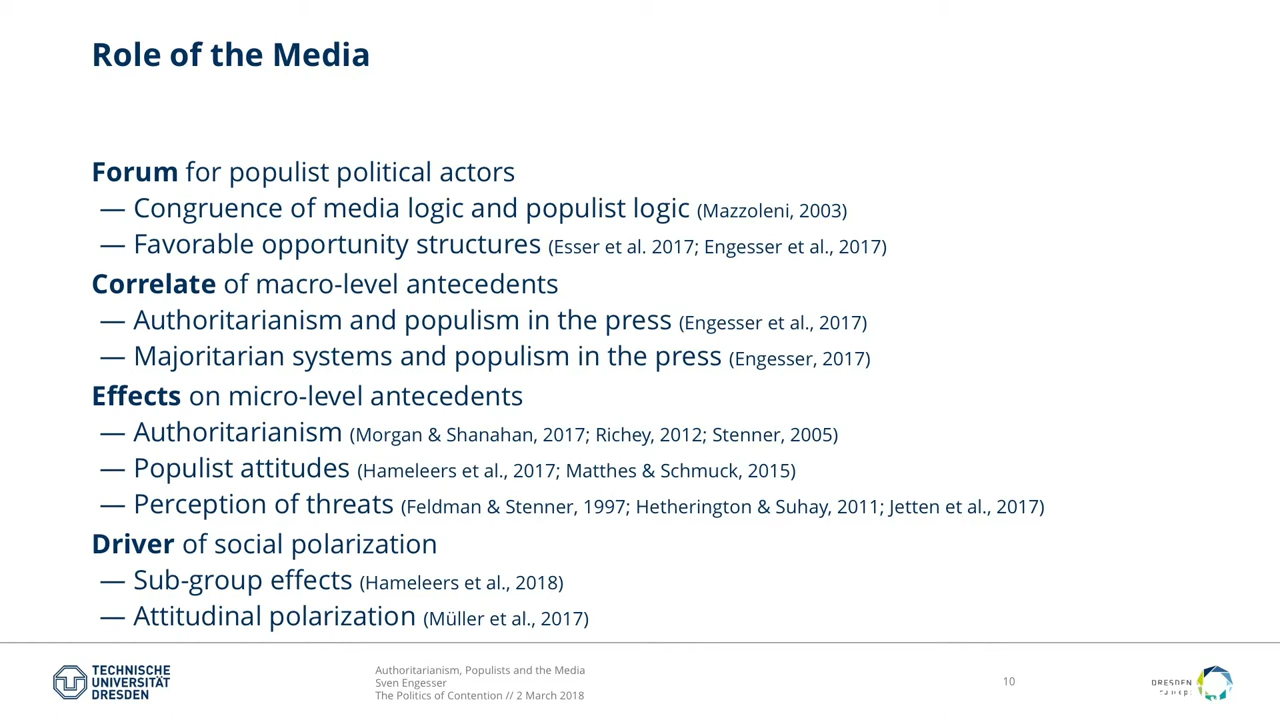 Role of the Media
Forum for populist political actors
— Congruence of media logic and populist logic (Mazzoleni, 2003)
— Favorable opportunity structures (Esser et al. 2017; Engesser et al., 2017)
Correlate of macro-level antecedents
— Authoritarianism and populism in the press (Engesser et al., 2017)
— Majoritarian systems and populism in the press (Engesser, 2017)
Effects on micro-level antecedents
— Authoritarianism (Morgan & Shanahan, 2017; Richey, 2012; Stenner, 2005)
— Populist attitudes (Hameleers et al., 2017; Matthes & Schmuck, 2015)
— Perception of threats (Feldman & Stenner, 1997; Hetherington & Suhay, 2011; Jetten et al., 2017)
Driver of social polarization
— Sub-group effects (Hameleers et al., 2018)
— Attitudinal polarization (Müller et al., 2017)
TECHNISCHE
UNIVERSITÄT
DRESDEN
Authoritarianism, Populists and the Media
Sven Engesser
The Politics of Contention // 2 March 2018
10
DRESDEN